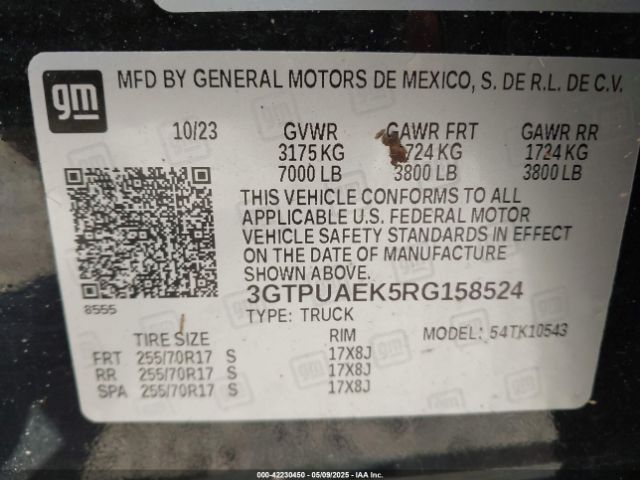 gm
MFD BY GENERAL MOTORS DE MEXICO, S. DE R.L. DE C.V.
10/23 GVWR GAWR FRT GAWR RR
3175 KG 1724 KG 1724 KG
7000 LB 3800 LB 3800 LB
THIS VEHICLE CONFORMS TO ALL
APPLICABLE U.S. FEDERAL MOTOR
VEHICLE SAFETY STANDARDS IN EFFECT
ON THE DATE OF MANUFACTURE
SHOWN ABOVE.
8555
3GTPUAEK5RG158524
TYPE: TRUCK
TIRE SIZE RIM MODEL: 54TK10543
FRT 255/70R17 S 17X8J
RR 255/70R17 S 17X8J
SPA 255/70R17 S 17X8J
000-42230450 - 05/09/2025 - IAAI.COM